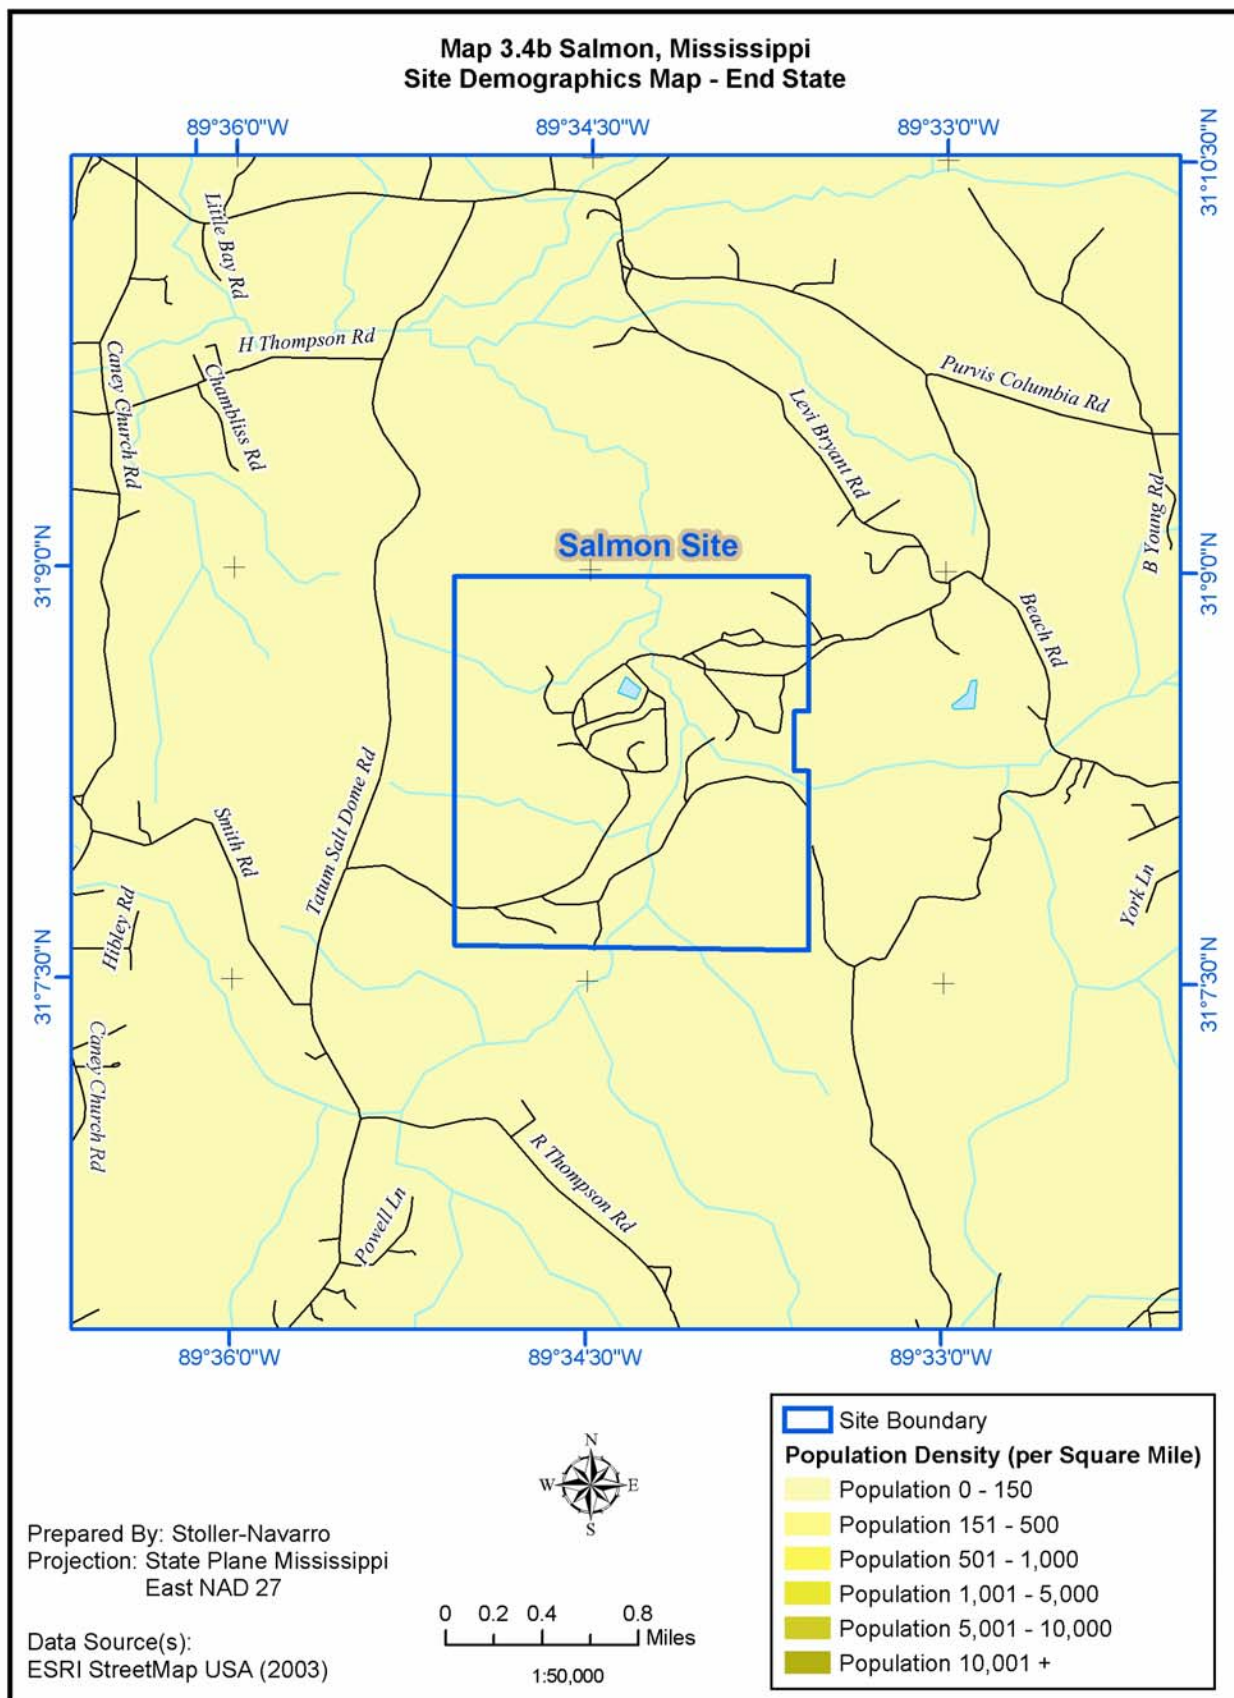 Map 3.4b Salmon, Mississippi
Site Demographics Map - End State
89°36'0"W
89°34'30"W
89°33'0"W
31°10'30"N
Little Bay Rd
H Thompson Rd
Caney Church Rd
Chambliss Rd
Purvis Columbia Rd
Levi Bryant Rd
B Young Rd
Salmon Site
31°9'0"N
31°9'0"N
Beach Rd
Tatum Salt Dome Rd
Smith Rd
Hibley Rd
York Ln
31°7'30"N
31°7'30"N
Caney Church Rd
R Thompson Rd
Powell Ln
89°36'0"W
89°34'30"W
89°33'0"W
N
W
E
S
Prepared By: Stoller-Navarro
Projection: State Plane Mississippi
East NAD 27
Data Source(s):
ESRI StreetMap USA (2003)
0 0.2 0.4 0.8
Miles
1:50,000
Site Boundary
Population Density (per Square Mile)
Population 0 - 150
Population 151 - 500
Population 501 - 1,000
Population 1,001 - 5,000
Population 5,001 - 10,000
Population 10,001 +